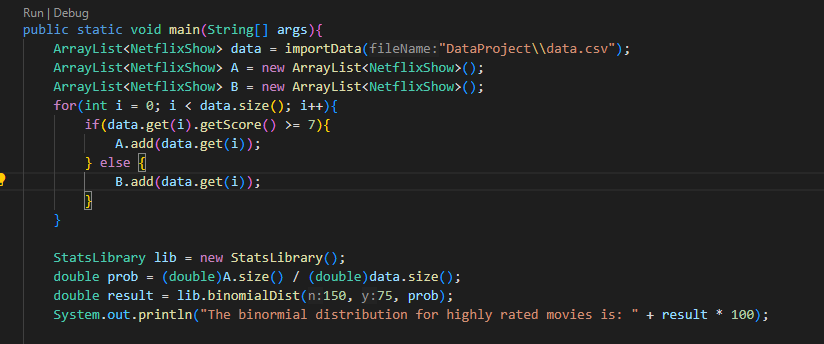 Run | Debug
public static void main(String[] args){
ArrayList<NetflixShow> data = importData(fileName:"DataProject\\data.csv");
ArrayList<NetflixShow> A = new ArrayList<NetflixShow>();
ArrayList<NetflixShow> B = new ArrayList<NetflixShow>();
for(int i = 0; i < data.size(); i++){
if(data.get(i).getScore() >= 7){
A.add(data.get(i));
} else {
B.add(data.get(i));
}
}
StatsLibrary lib = new StatsLibrary();
double prob = (double)A.size() / (double)data.size();
double result = lib.binomialDist(n:150, y:75, prob);
System.out.println("The binormial distribution for highly rated movies is: " + result * 100);